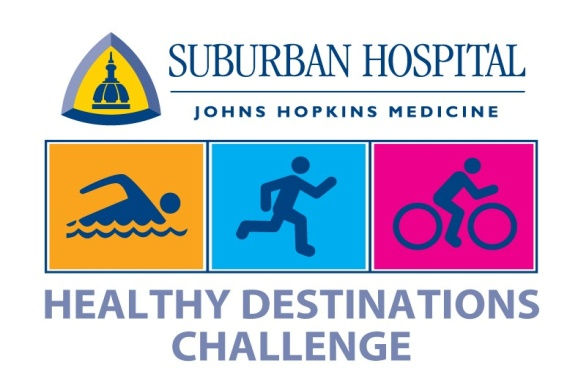 SUBURBAN HOSPITAL
JOHNS HOPKINS MEDICINE
HEALTHY DESTINATIONS
CHALLENGE